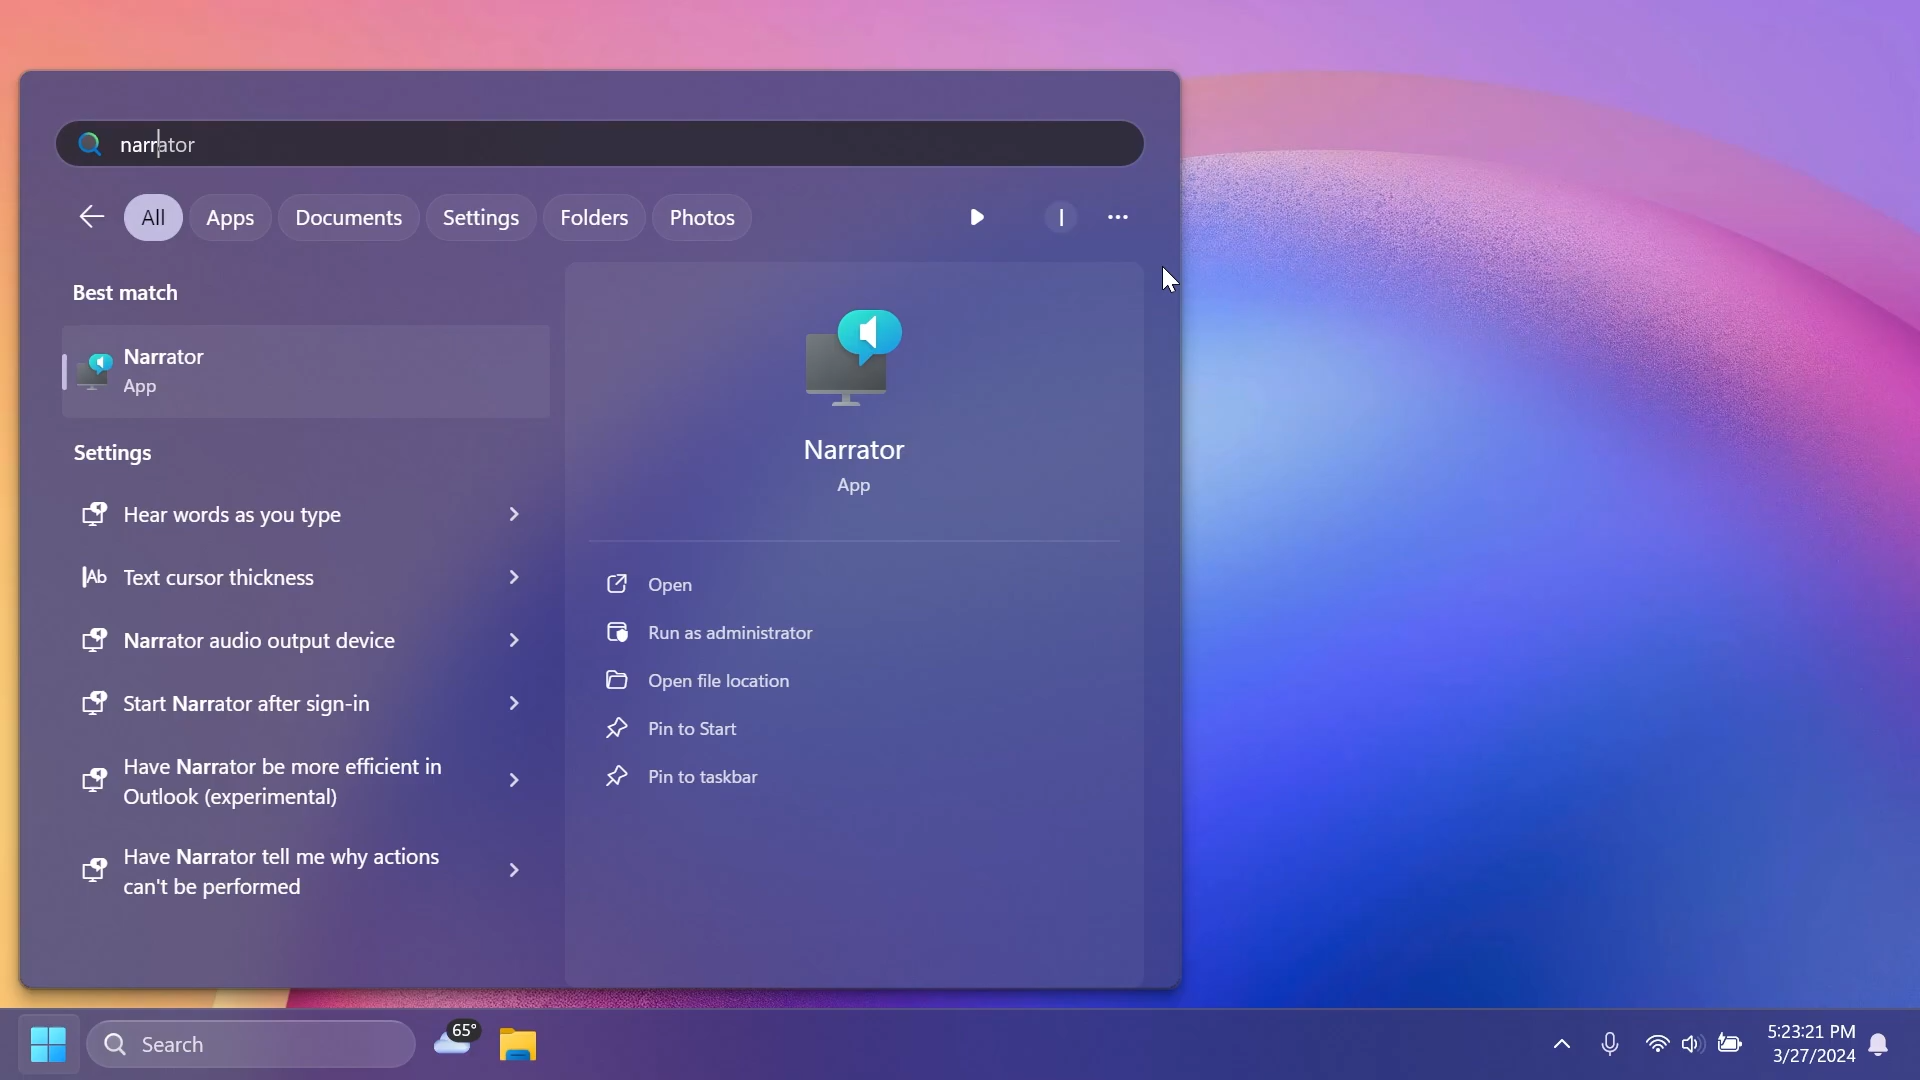 narrator
All
Apps
Documents
Settings
Folders
Photos
I
Best match
Narrator
App
Settings
Hear words as you type
Ab
Text cursor thickness
Narrator audio output device
Start Narrator after sign-in
Have Narrator be more efficient in
Outlook (experimental)
Have Narrator tell me why actions
can't be performed
Narrator
App
Open
Run as administrator
Open file location
Pin to Start
Pin to taskbar
Search
65°
5:23:21 PM
3/27/2024